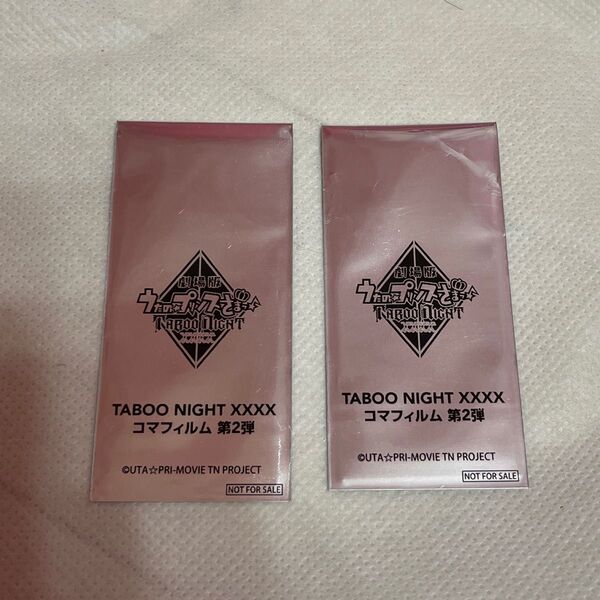 劇場版
うたの☆プリンスさまっ♪
TABOO NIGHT
XXXX
TABOO NIGHT XXXX
コマフィルム 第2弾
©UTA☆PRI-MOVIE TN PROJECT
NOT FOR SALE
劇場版
うたの☆プリンスさまっ♪
TABOO NIGHT
XXXX
TABOO NIGHT XXXX
コマフィルム 第2弾
©UTA☆PRI-MOVIE TN PROJECT
NOT FOR SALE